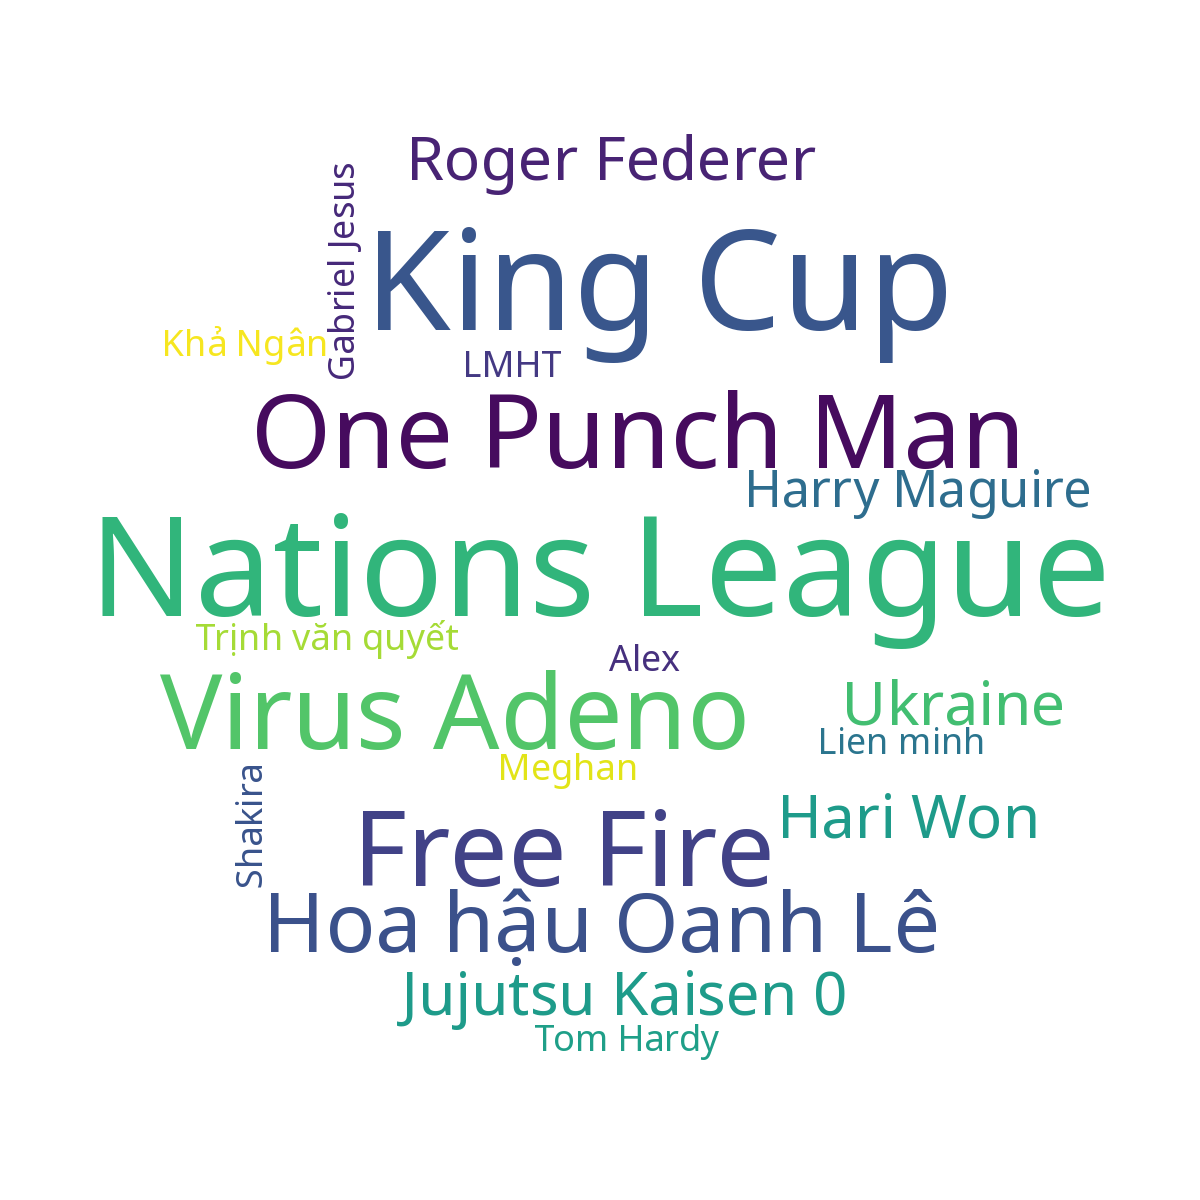 Roger Federer
Gabriel Jesus
King Cup
Khả Ngân
LMHT
One Punch Man
Harry Maguire
Nations League
Trịnh văn quyết
Alex
Virus Adeno
Ukraine
Lien minh
Meghan
Shakira
Hari Won
Free Fire
Hoa hậu Oanh Lê
Jujutsu Kaisen 0
Tom Hardy